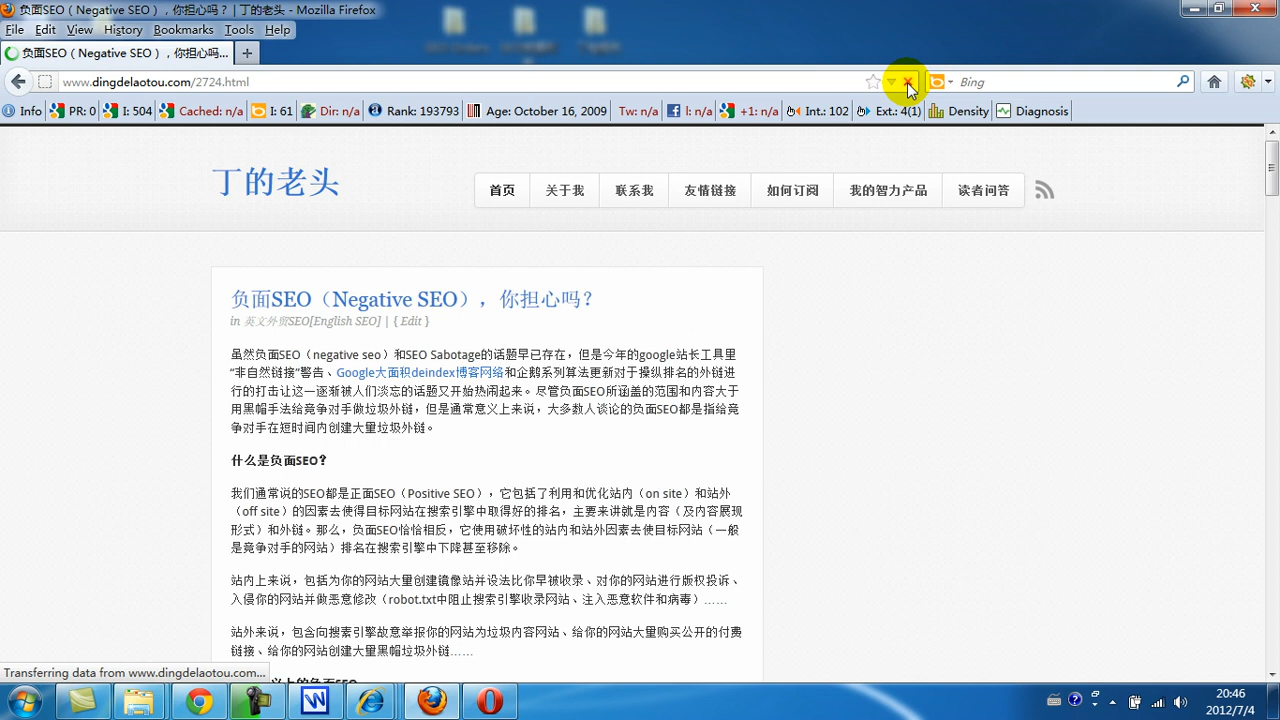 负面SEO（Negative SEO），你担心吗？ | 丁的老头 - Mozilla Firefox
File Edit View History Bookmarks Tools Help
负面SEO（Negative SEO），你担心吗... +
www.dingdelaotou.com/2724.html Bing
Info PR: 0 I: 504 Cached: n/a I: 61 Dir: n/a Rank: 193793 Age: October 16, 2009 Tw: n/a l: n/a +1: n/a Int.: 102 Ext.: 4(1) Density Diagnosis
丁的老头
首页 关于我 联系我 友情链接 如何订阅 我的智力产品 读者问答
负面SEO（Negative SEO），你担心吗？
in 英文外贸SEO[English SEO] | { Edit }
虽然负面SEO（negative seo）和SEO Sabotage的话题早已存在，但是今年的google站长工具里
“非自然链接”警告、Google大面积deindex博客网络和企鹅系列算法更新对于操纵排名的外链进
行的打击让这一逐渐被人们淡忘的话题又开始热闹起来。尽管负面SEO所涵盖的范围和内容大于
用黑帽手法给竞争对手做垃圾外链，但是通常意义上来说，大多数人谈论的负面SEO都是指给竞
争对手在短时间内创建大量垃圾外链。
什么是负面SEO？
我们通常说的SEO都是正面SEO（Positive SEO），它包括了利用和优化站内（on site）和站外
（off site）的因素去使得目标网站在搜索引擎中取得好的排名，主要来讲就是内容（及内容展现
形式）和外链。那么，负面SEO恰恰相反，它使用破坏性的站内和站外因素去使目标网站（一般
是竞争对手的网站）排名在搜索引擎中下降甚至移除。
站内上来说，包括为你的网站大量创建镜像站并设法比你早被收录、对你的网站进行版权投诉、
入侵你的网站并做恶意修改（robot.txt中阻止搜索引擎收录网站、注入恶意软件和病毒）……
站外来说，包含向搜索引擎故意举报你的网站为垃圾内容网站、给你的网站大量购买公开的付费
链接、给你的网站创建大量黑帽垃圾外链……
义上的负面SEO
Transferring data from www.dingdelaotou.com...
20:46
2012/7/4